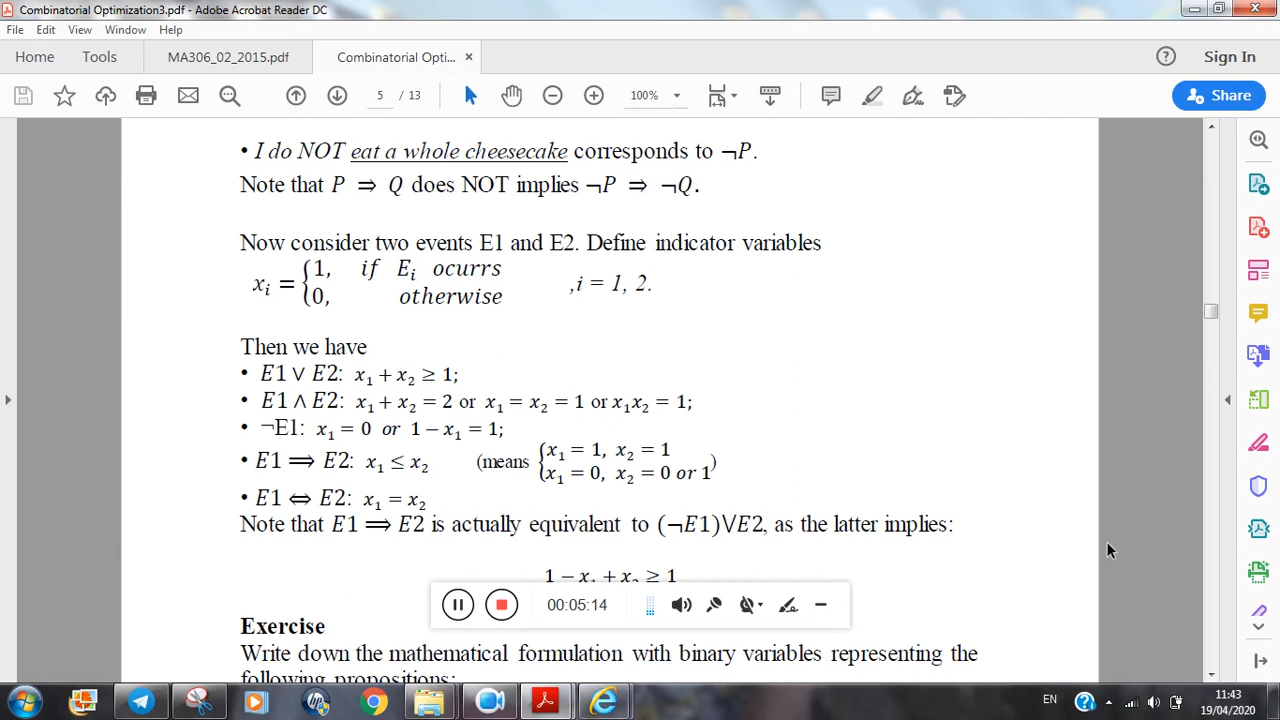 Combinatorial Optimization3.pdf - Adobe Acrobat Reader DC
File Edit View Window Help
Home Tools MA306_02_2015.pdf Combinatorial Opti... × Sign In
5 / 13 100% Share
• I do NOT eat a whole cheesecake corresponds to ¬P.
Note that P ⇒ Q does NOT implies ¬P ⇒ ¬Q.
Now consider two events E1 and E2. Define indicator variables
xᵢ = {1, if Eᵢ ocurrs
0, otherwise ,i = 1, 2.
Then we have
• E1 ∨ E2: x₁ + x₂ ≥ 1;
• E1 ∧ E2: x₁ + x₂ = 2 or x₁ = x₂ = 1 or x₁x₂ = 1;
• ¬E1: x₁ = 0 or 1 − x₁ = 1;
• E1 ⟹ E2: x₁ ≤ x₂ (means {x₁ = 1, x₂ = 1
x₁ = 0, x₂ = 0 or 1)
• E1 ⇔ E2: x₁ = x₂
Note that E1 ⟹ E2 is actually equivalent to (¬E1)∨E2, as the latter implies:
1 − x₁ + x₂ ≥ 1
00:05:14
Exercise
Write down the mathematical formulation with binary variables representing the
following propositions:
EN 11:43
19/04/2020